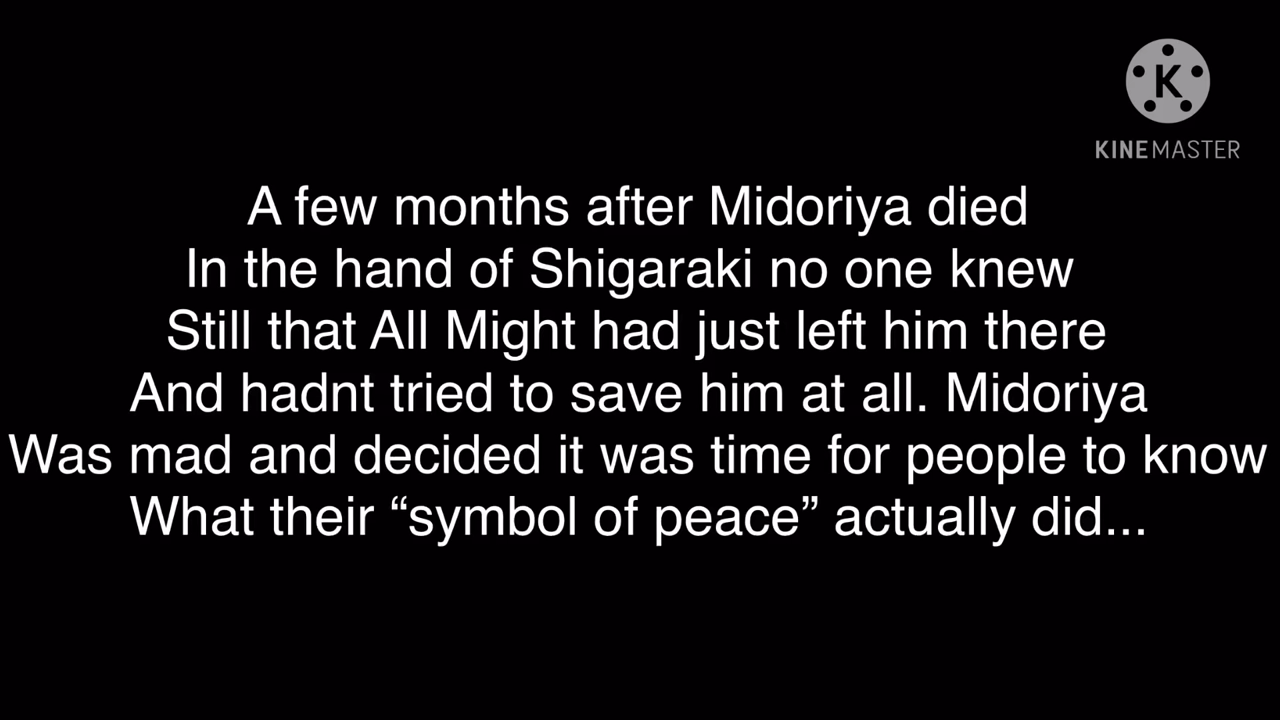 K
KINEMASTER
A few months after Midoriya died
In the hand of Shigaraki no one knew
Still that All Might had just left him there
And hadnt tried to save him at all. Midoriya
Was mad and decided it was time for people to know
What their “symbol of peace” actually did...